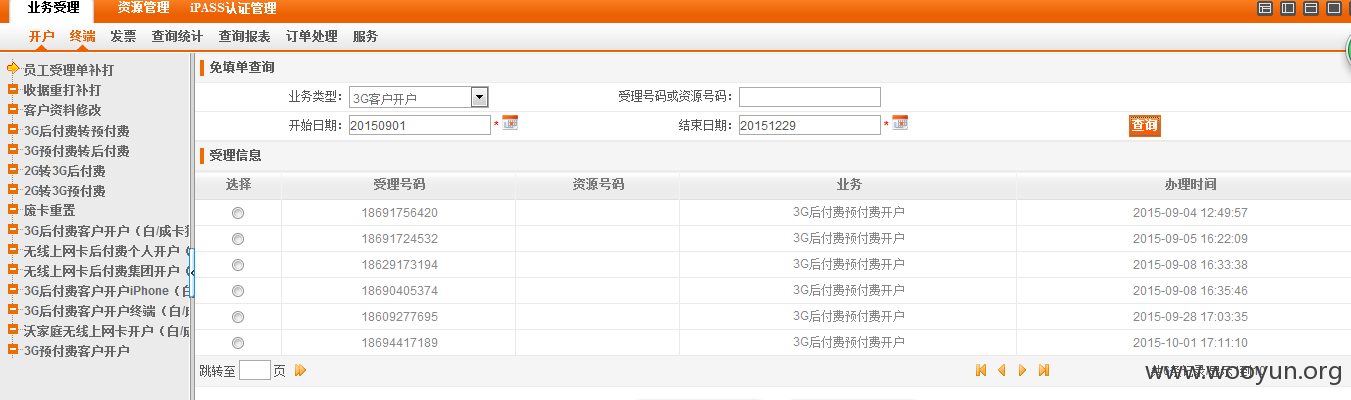 业务受理 资源管理 iPASS认证管理
开户 终端 发票 查询统计 查询报表 订单处理 服务
员工受理单补打
收据重打补打
客户资料修改
3G后付费转预付费
3G预付费转后付费
2G转3G后付费
2G转3G预付费
废卡重置
3G后付费客户开户（白/成卡
无线上网卡后付费个人开户（
无线上网卡后付费集团开户（
3G后付费客户开户iPhone（白
3G后付费客户开户终端（白/
沃家庭无线上网卡开户（白/成
3G预付费客户开户
免填单查询
业务类型： 3G客户开户 受理号码或资源号码：
开始日期： 20150901 * 结束日期： 20151229 * 查询
受理信息
选择 受理号码 资源号码 业务 办理时间
18691756420 3G后付费预付费开户 2015-09-04 12:49:57
18691724532 3G后付费预付费开户 2015-09-05 16:22:09
18629173194 3G后付费预付费开户 2015-09-08 16:33:38
18690405374 3G后付费预付费开户 2015-09-08 16:35:46
18609277695 3G后付费预付费开户 2015-09-28 17:03:35
18694417189 3G后付费预付费开户 2015-10-01 17:11:10
跳转至 页
www.wooyun.org